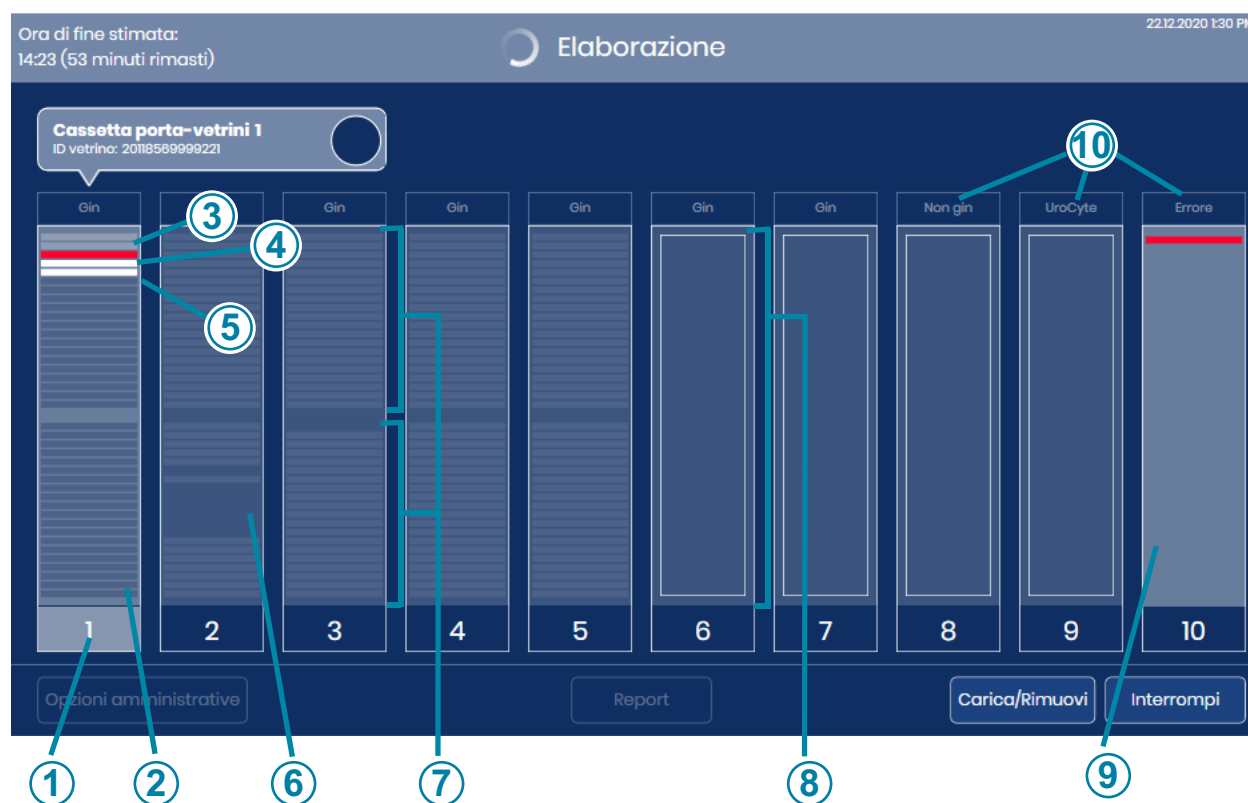 Ora di fine stimata:
14:23 (53 minuti rimasti)
Elaborazione
22.12.2020 1:30 PM
Cassetta porta-vetrini 1
ID vetrino: 20118569999221
10
Gin Gin Gin Gin Gin Gin Non gin UroCyte Errore
3
4
5
1 2 3 4 5 6 7 8 9 10
Opzioni amministrative Report Carica/Rimuovi Interrompi
1 2 6 7 8 9